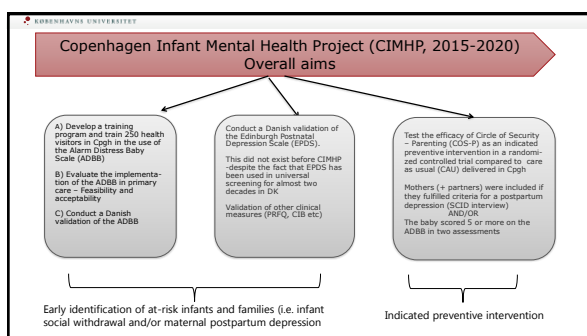 KØBENHAVNS UNIVERSITET
Copenhagen Infant Mental Health Project (CIMHP, 2015-2020)
Overall aims
A) Develop a training
program and train 250 health
visitors in Cpgh in the use of
the Alarm Distress Baby
Scale (ADBB)
B) Evaluate the implementa-
tion of the ADBB in primary
care – Feasibility and
acceptability
C) Conduct a Danish
validation of the ADBB
Conduct a Danish validation of
the Edinburgh Postnatal
Depression Scale (EPDS).
This did not exist before CIMHP
-despite the fact that EPDS has
been used in universal
screening for almost two
decades in DK
Validation of other clinical
measures (PRFQ, CIB etc)
Test the efficacy of Circle of Security
– Parenting (COS-P) as an indicated
preventive intervention in a randomi-
zed controlled trial compared to care
as usual (CAU) delivered in Cpgh
Mothers (+ partners) were included if
they fulfilled criteria for a postpartum
depression (SCID interview)
AND/OR
The baby scored 5 or more on the
ADBB in two assessments
Early identification of at-risk infants and families (i.e. infant
social withdrawal and/or maternal postpartum depression
Indicated preventive intervention